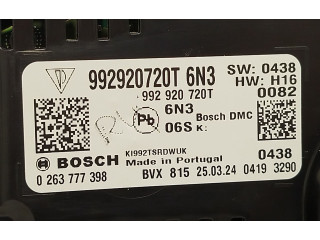 992920720T 6N3
SW: 0438
HW: H16
992 920 720T
0082
Pb
6N3
Bosch DMC
06S K:
BOSCH
KI992TSRDWUK
Made in Portugal
0438
0 263 777 398
BVX 815 25.03.24 0419 3290